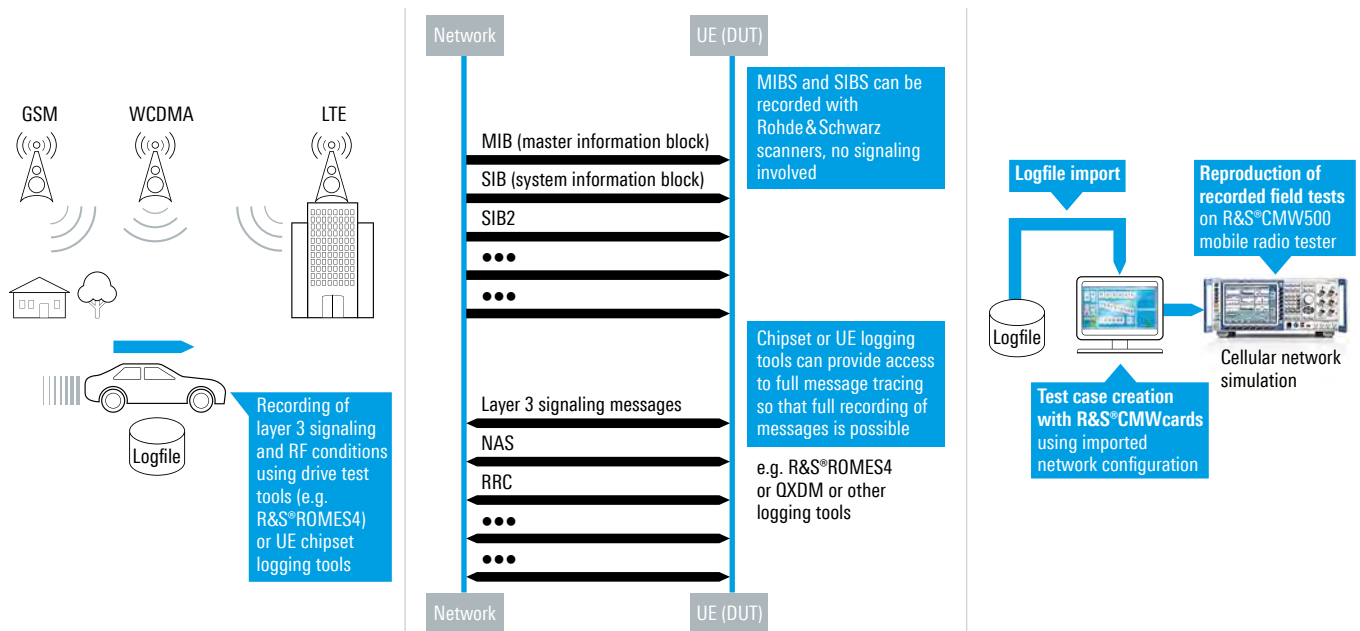 GSM
WCDMA
LTE
Logfile
Recording of
layer 3 signaling
and RF conditions
using drive test
tools (e.g.
R&S®ROMES4)
or UE chipset
logging tools
Network
UE (DUT)
MIB (master information block)
SIB (system information block)
SIB2
●●●
●●●
MIBS and SIBS can be
recorded with
Rohde & Schwarz
scanners, no signaling
involved
Layer 3 signaling messages
NAS
RRC
●●●
●●●
Chipset or UE logging
tools can provide access
to full message tracing
so that full recording of
messages is possible
e.g. R&S®ROMES4
or QXDM or other
logging tools
Network
UE (DUT)
Logfile import
Logfile
Reproduction of
recorded field tests
on R&S®CMW500
mobile radio tester
Cellular network
simulation
Test case creation
with R&S®CMWcards
using imported
network configuration